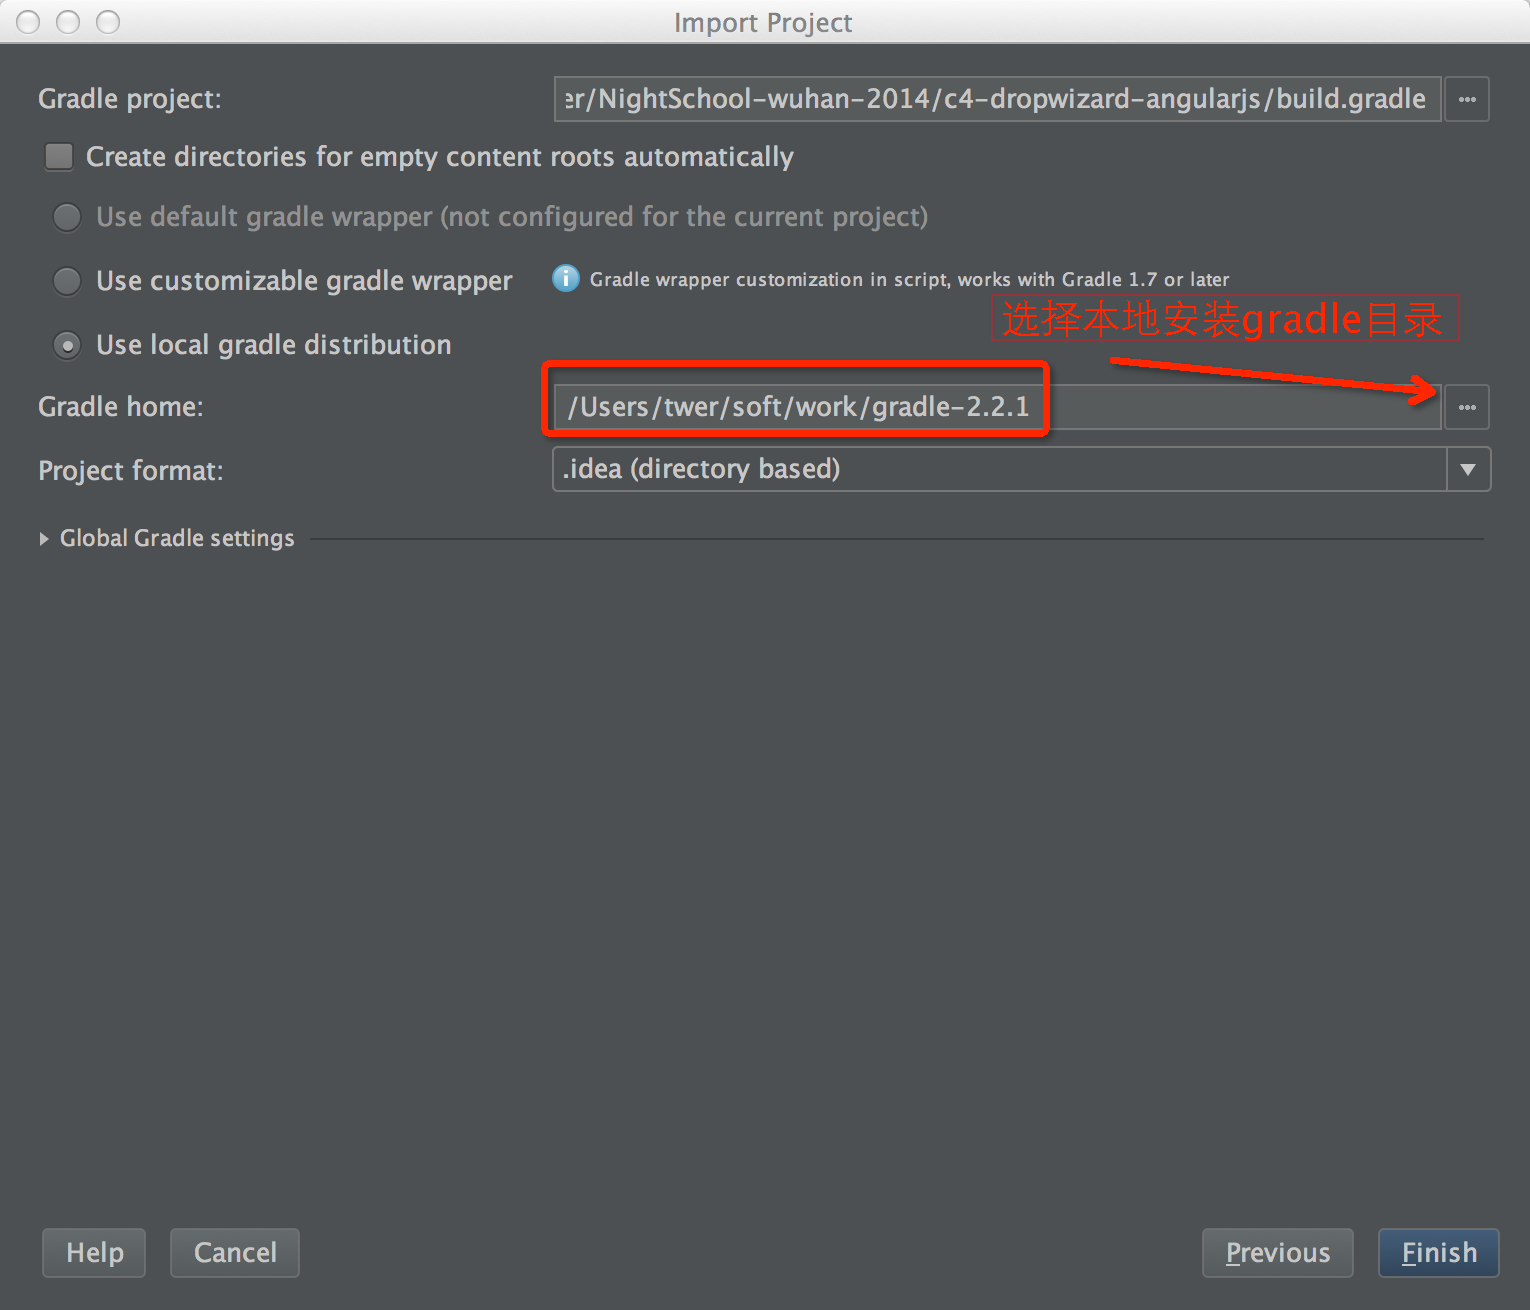 Import Project
Gradle project:
er/NightSchool-wuhan-2014/c4-dropwizard-angularjs/build.gradle
Create directories for empty content roots automatically
Use default gradle wrapper (not configured for the current project)
Use customizable gradle wrapper
Gradle wrapper customization in script, works with Gradle 1.7 or later
选择本地安装gradle目录
Use local gradle distribution
Gradle home:
/Users/twer/soft/work/gradle-2.2.1
Project format:
.idea (directory based)
Global Gradle settings
Help
Cancel
Previous
Finish